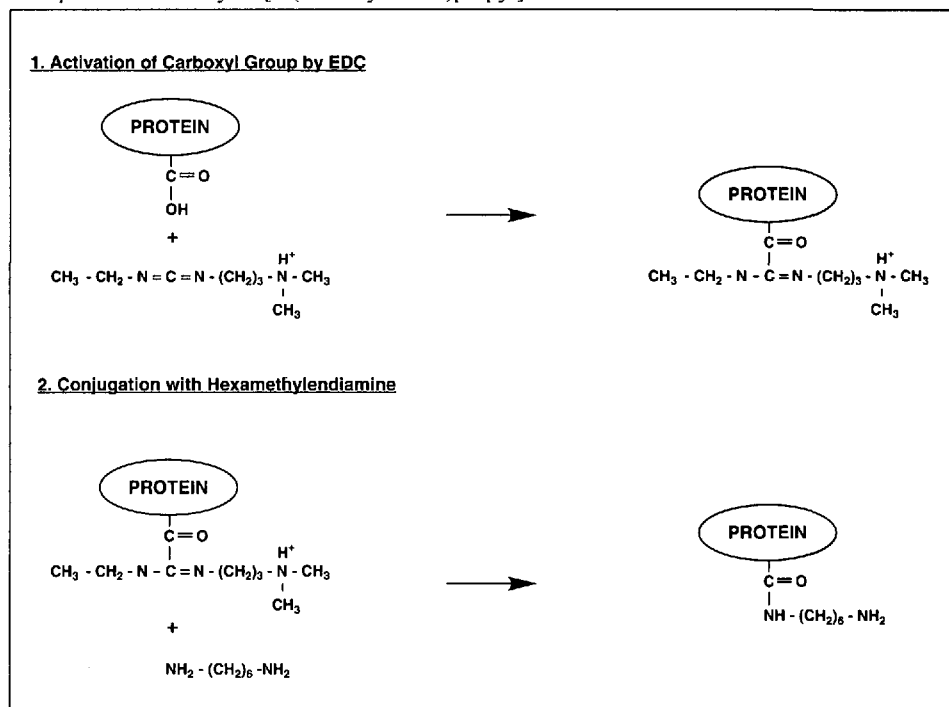 1. Activation of Carboxyl Group by EDC
PROTEIN
C=O
OH
+
CH₃ - CH₂ - N = C = N - (CH₂)₃ - N - CH₃
H⁺
CH₃
PROTEIN
C=O
CH₃ - CH₂ - N - C = N - (CH₂)₃ - N - CH₃
H⁺
CH₃
2. Conjugation with Hexamethylendiamine
PROTEIN
C=O
CH₃ - CH₂ - N - C = N - (CH₂)₃ - N - CH₃
H⁺
CH₃
+
NH₂ - (CH₂)₆ -NH₂
PROTEIN
C=O
NH - (CH₂)₆ - NH₂